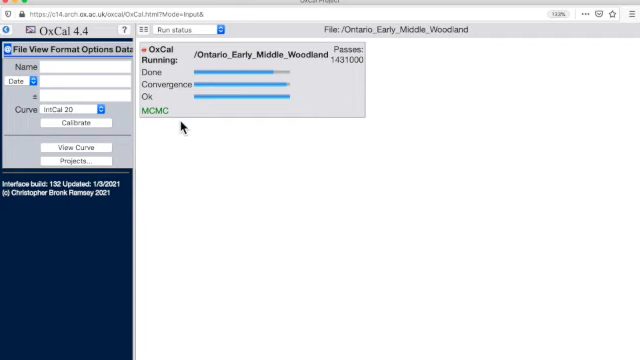 OxCal Project
https://c14.arch.ox.ac.uk/oxcal/OxCal.html?Mode=Input&
133%
OxCal 4.4
?
Run status
File: /Ontario_Early_Middle_Woodland
File View Format Options Data
Name
Date
±
Curve IntCal 20
Calibrate
View Curve
Projects...
Interface build: 132 Updated: 1/3/2021
(c) Christopher Bronk Ramsey 2021
OxCal
Running:
/Ontario_Early_Middle_Woodland
Passes:
1431000
Done
Convergence
Ok
MCMC